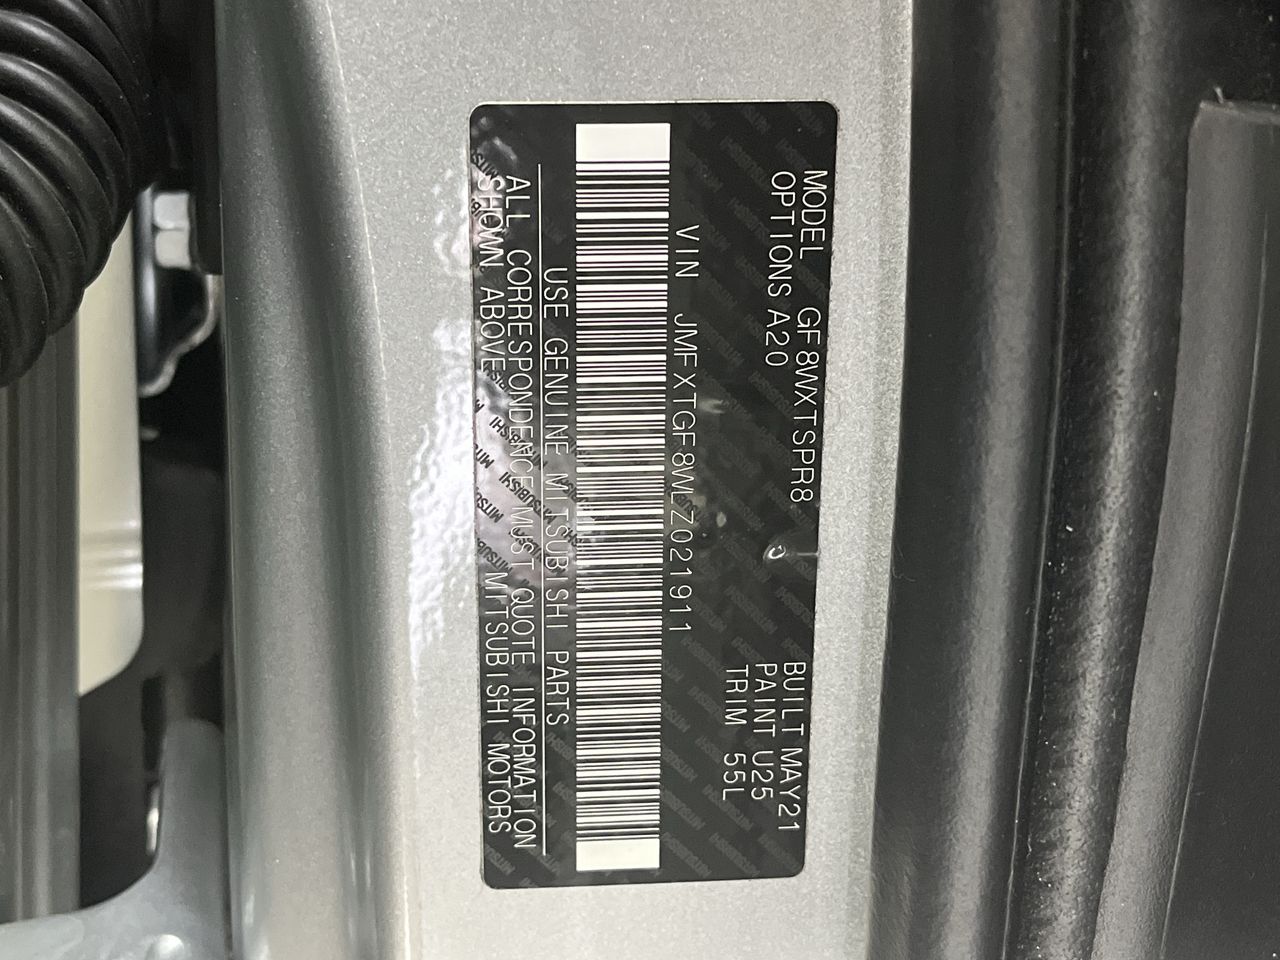 MODEL GF8WXTSPR8 BUILT MAY21
OPTIONS A20 PAINT U25
TRIM 55L
VIN JMFXTGF8WLZ021911
USE GENUINE MITSUBISHI PARTS
ALL CORRESPONDENCE MUST QUOTE INFORMATION
SHOWN ABOVE MITSUBISHI MOTORS